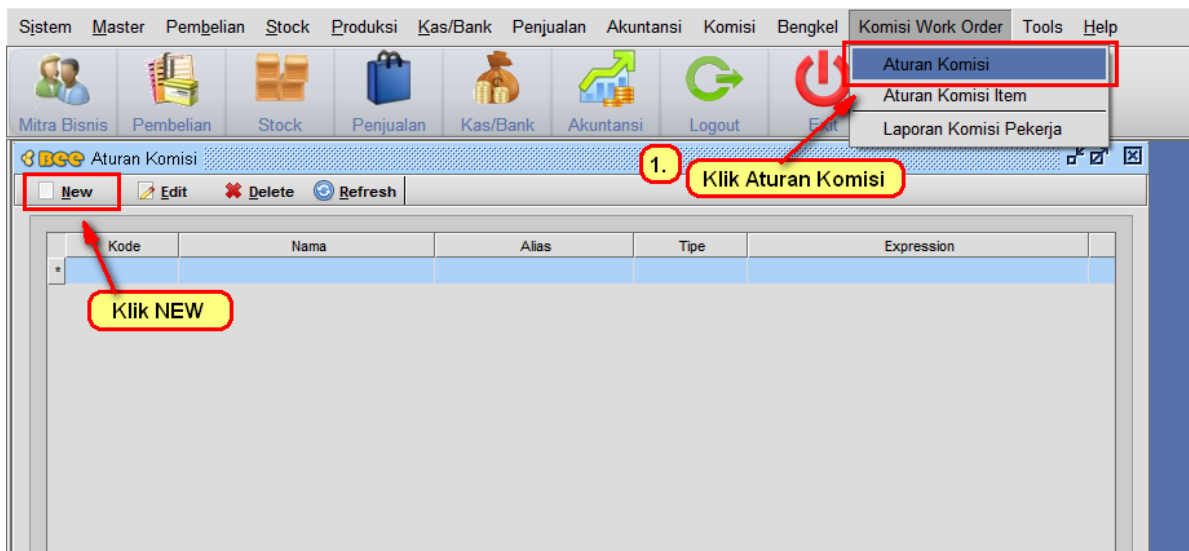 Sistem Master Pembelian Stock Produksi Kas/Bank Penjualan Akuntansi Komisi Bengkel Komisi Work Order Tools Help
Aturan Komisi
Aturan Komisi Item
Laporan Komisi Pekerja
Mitra Bisnis Pembelian Stock Penjualan Kas/Bank Akuntansi Logout Exit
Bee Aturan Komisi
1.
Klik Aturan Komisi
New Edit Delete Refresh
Kode Nama Alias Tipe Expression
*
Klik NEW